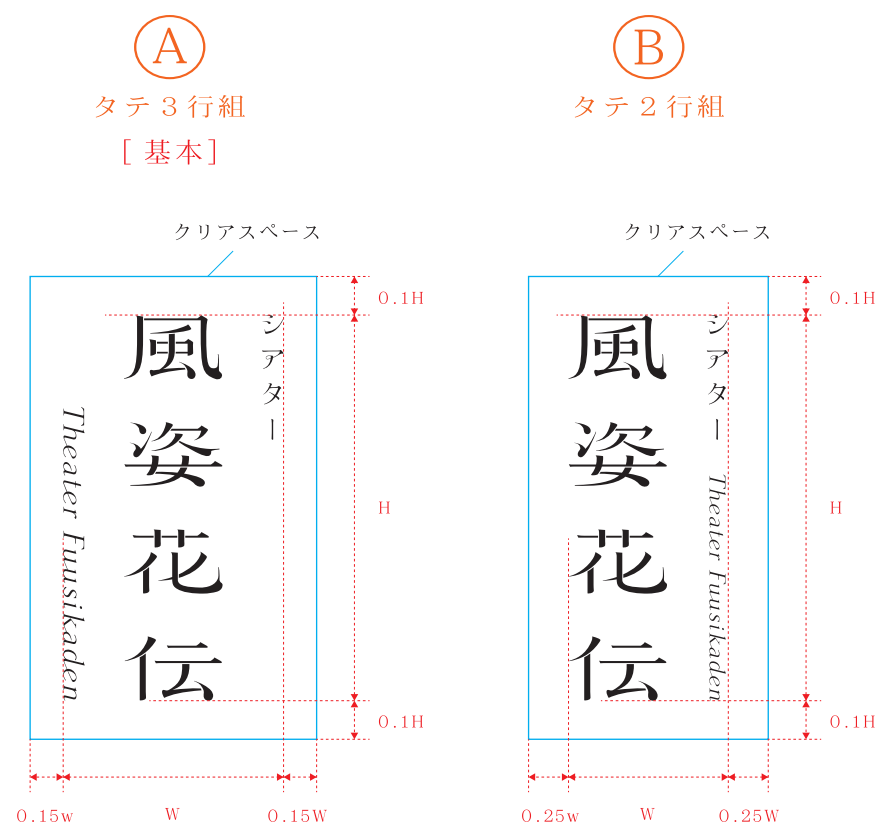 A
タテ3行組
[ 基本 ]
クリアスペース
0.1H
シアター
風姿花伝
Theater Fuusikaden
H
0.1H
0.15w
W
0.15W
B
タテ2行組
クリアスペース
0.1H
シアター Theater Fuusikaden
風姿花伝
H
0.1H
0.25w
W
0.25W